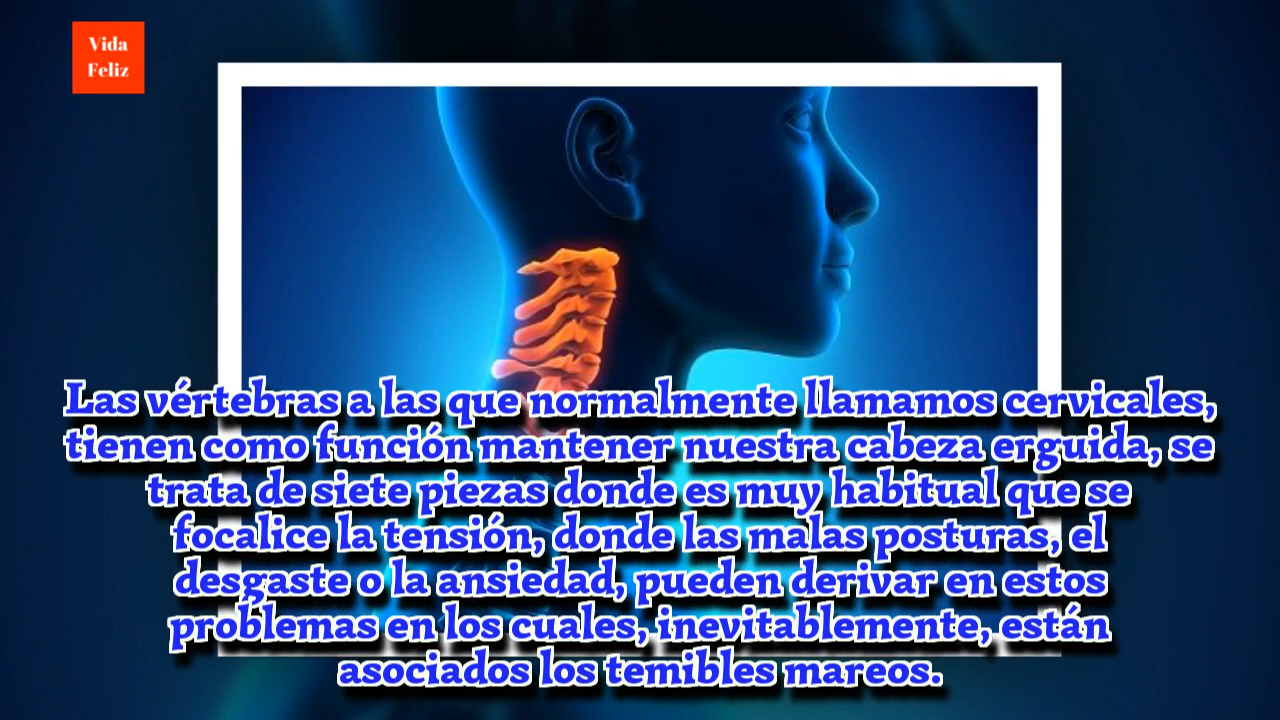 Vida
Feliz
Las vértebras a las que normalmente llamamos cervicales,
tienen como función mantener nuestra cabeza erguida, se
trata de siete piezas donde es muy habitual que se
focalice la tensión, donde las malas posturas, el
desgaste o la ansiedad, pueden derivar en estos
problemas en los cuales, inevitablemente, están
asociados los temibles mareos.